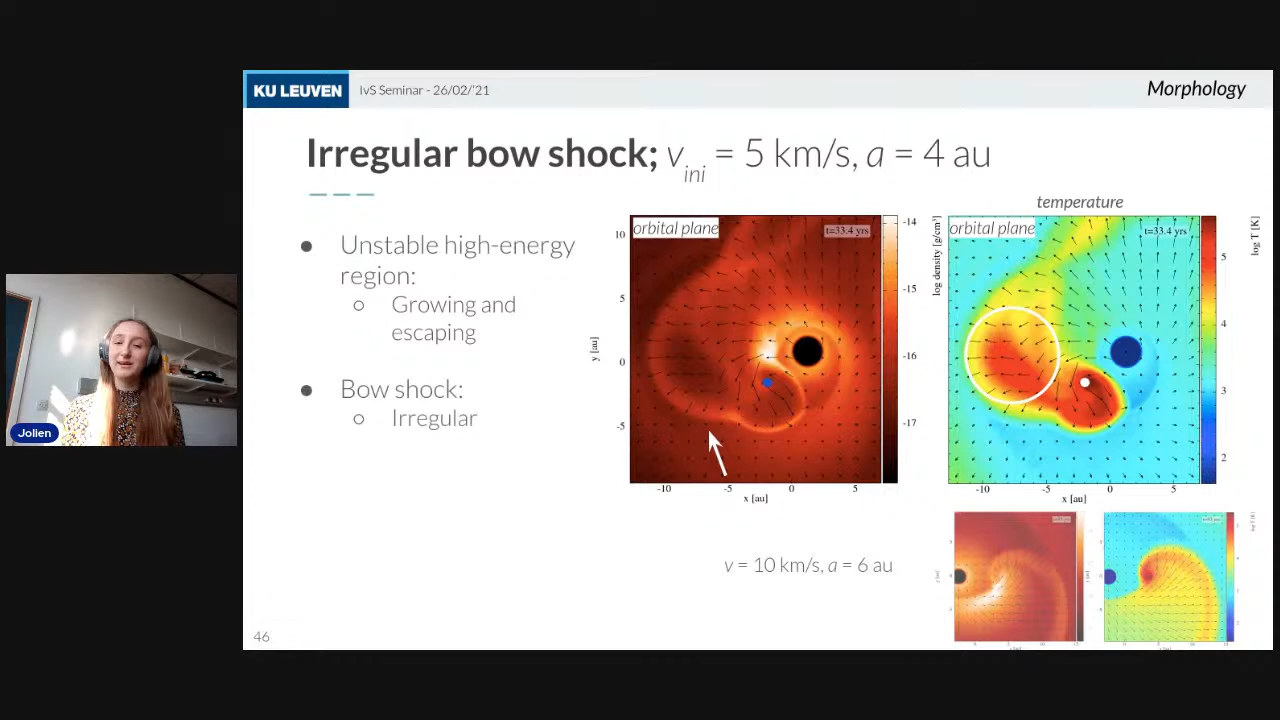 KU LEUVEN
IvS Seminar - 26/02/'21
Morphology
Irregular bow shock; v_ini = 5 km/s, a = 4 au
● Unstable high-energy
region:
○ Growing and
escaping
● Bow shock:
○ Irregular
orbital plane
t=33.4 yrs
10
5
0
-5
y [au]
-10
-5
0
5
x [au]
-14
-15
-16
-17
log density [g/cm³]
temperature
orbital plane
t=33.4 yrs
-10
-5
0
5
x [au]
5
4
3
2
log T [K]
v = 10 km/s, a = 6 au
46
Jolien